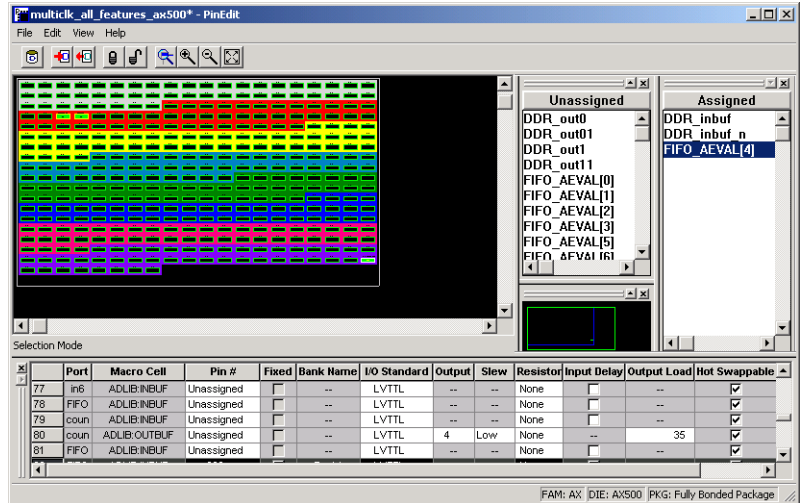 multiclk_all_features_ax500* - PinEdit
File Edit View Help
Unassigned
DDR_out0
DDR_out01
DDR_out1
DDR_out11
FIFO_AEVAL[0]
FIFO_AEVAL[1]
FIFO_AEVAL[2]
FIFO_AEVAL[3]
FIFO_AEVAL[5]
FIFO_AEVAL[6]
Assigned
DDR_inbuf
DDR_inbuf_n
FIFO_AEVAL[4]
Selection Mode
Port Macro Cell Pin # Fixed Bank Name I/O Standard Output Slew Resistor Input Delay Output Load Hot Swappable
77 in6 ADLIB:INBUF Unassigned -- LVTTL -- -- None --
78 FIFO ADLIB:INBUF Unassigned -- LVTTL -- -- None --
79 coun ADLIB:INBUF Unassigned -- LVTTL -- -- None --
80 coun ADLIB:OUTBUF Unassigned -- LVTTL 4 Low None -- 35
81 FIFO ADLIB:INBUF Unassigned -- LVTTL -- -- None --
FAM: AX DIE: AX500 PKG: Fully Bonded Package